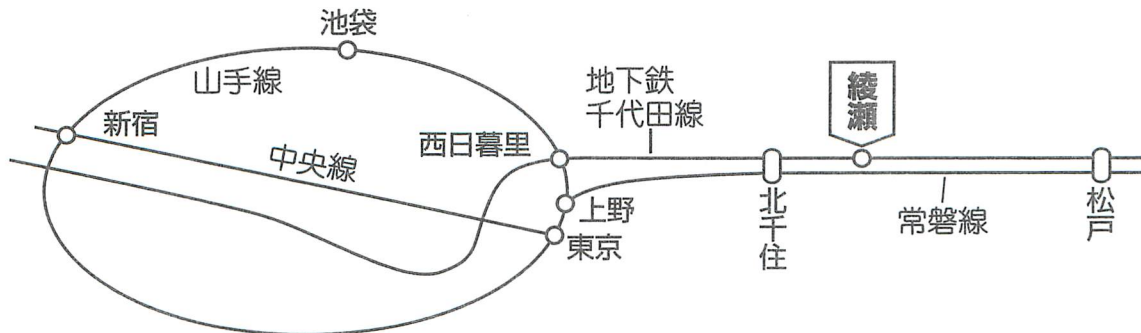 池袋
山手線
新宿
中央線
西日暮里
地下鉄
千代田線
綾瀬
上野
東京
北千住
常磐線
松戸